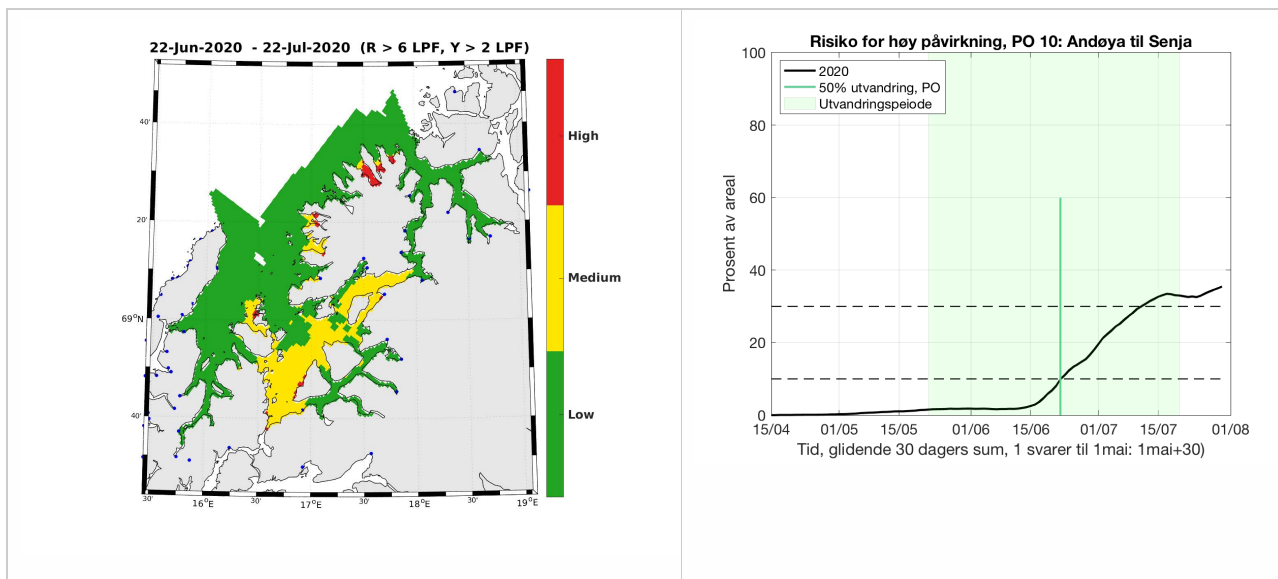 22-Jun-2020 - 22-Jul-2020 (R > 6 LPF, Y > 2 LPF)
40'
20'
69°N
40'
30'
16°E
30'
17°E
30'
18°E
30'
19°E
High
Medium
Low
Risiko for høy påvirkning, PO 10: Andøya til Senja
2020
50% utvandring, PO
Utvandringspeiode
Prosent av areal
100
80
60
40
20
0
15/04
01/05
15/05
01/06
15/06
01/07
15/07
01/08
Tid, glidende 30 dagers sum, 1 svarer til 1mai: 1mai+30)